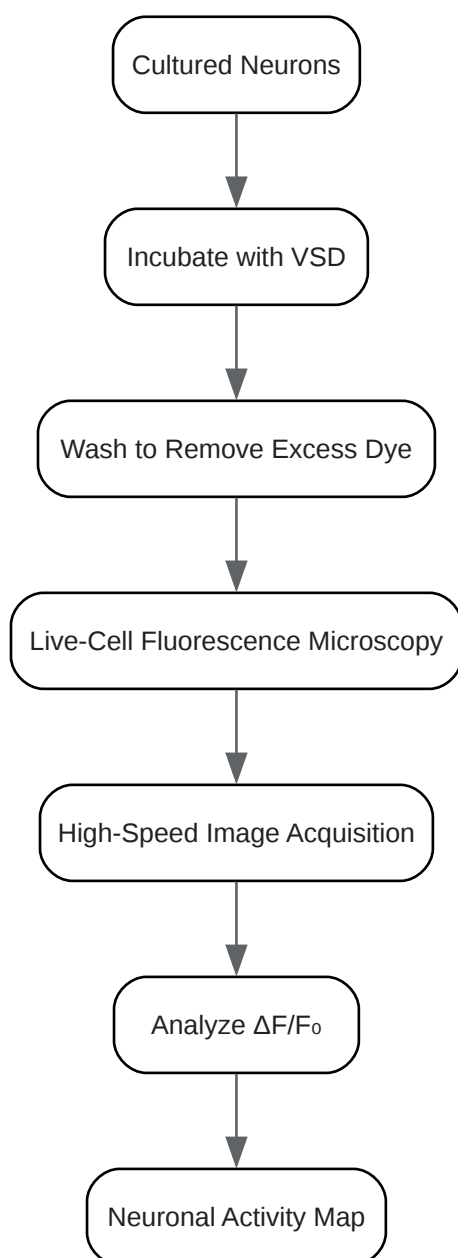 Cultured Neurons
Incubate with VSD
Wash to Remove Excess Dye
Live-Cell Fluorescence Microscopy
High-Speed Image Acquisition
Analyze ΔF/F₀
Neuronal Activity Map